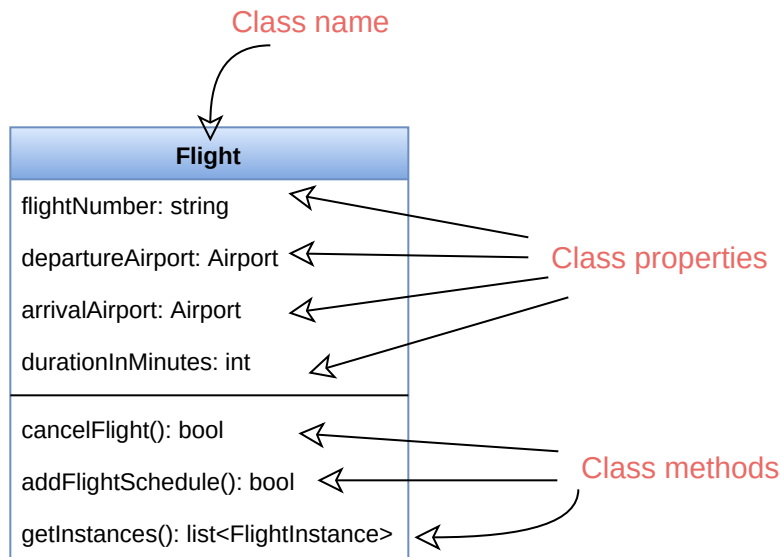 Class name
Flight
flightNumber: string
departureAirport: Airport
Class properties
arrivalAirport: Airport
durationInMinutes: int
cancelFlight(): bool
Class methods
addFlightSchedule(): bool
getInstances(): list<FlightInstance>